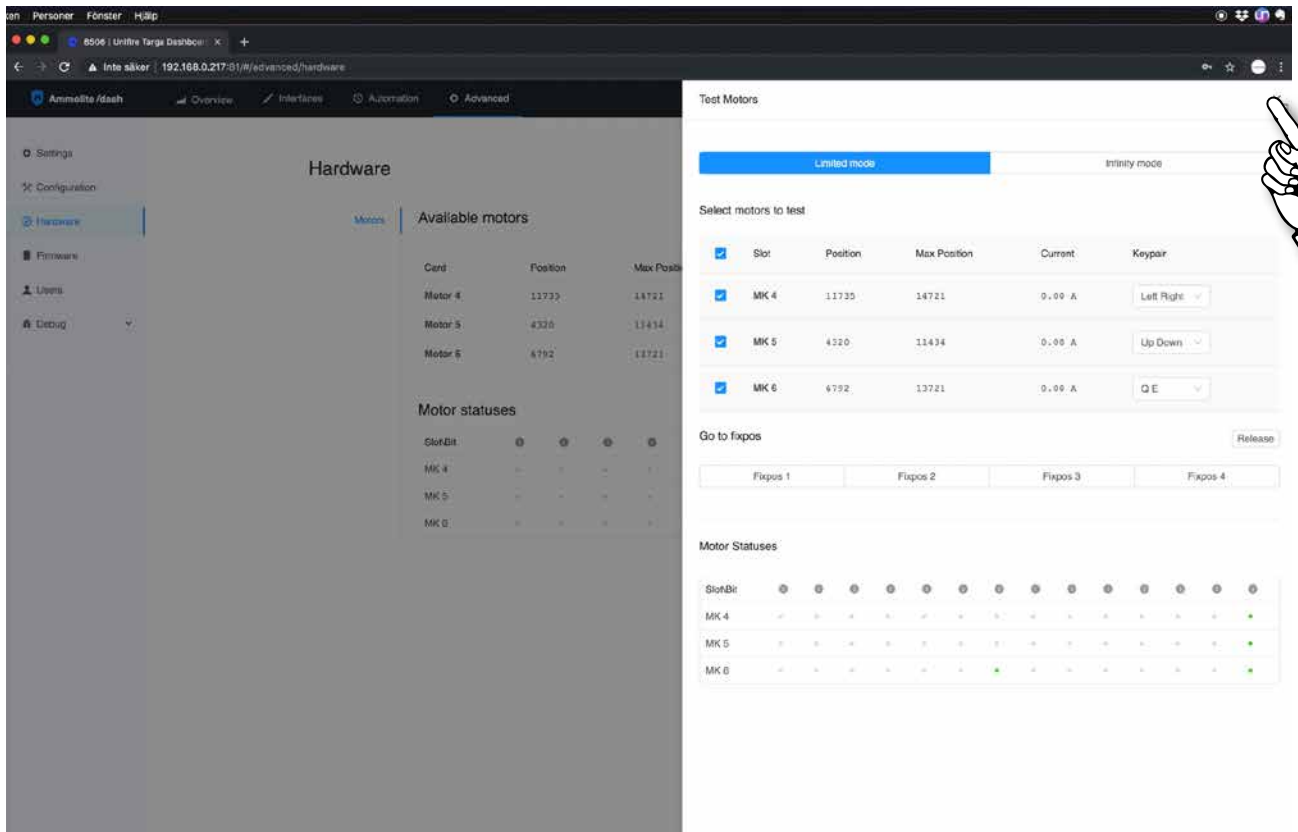 Personer Fönster Hjälp
6506 | Unifire Targa Dashboar
Inte säker 192.168.0.217:81/#/advanced/hardware
Ammolite/dash Overview Interfaces Automation Advanced
Test Motors
Settings
Configuration
Hardware
Firmware
Users
Debug
Hardware
Motors
Available motors
Card Position Max Positi
Motor 4 11735 14721
Motor 5 4320 11434
Motor 6 6792 13721
Motor statuses
Slot\Bit
MK 4
MK 5
MK 6
Limited mode Infinity mode
Select motors to test
Slot Position Max Position Current Keypair
MK 4 11735 14721 0.00 A Left Right
MK 5 4320 11434 0.00 A Up Down
MK 6 6792 13721 0.00 A Q E
Go to fixpos Release
Fixpos 1 Fixpos 2 Fixpos 3 Fixpos 4
Motor Statuses
Slot\Bit
MK 4
MK 5
MK 6